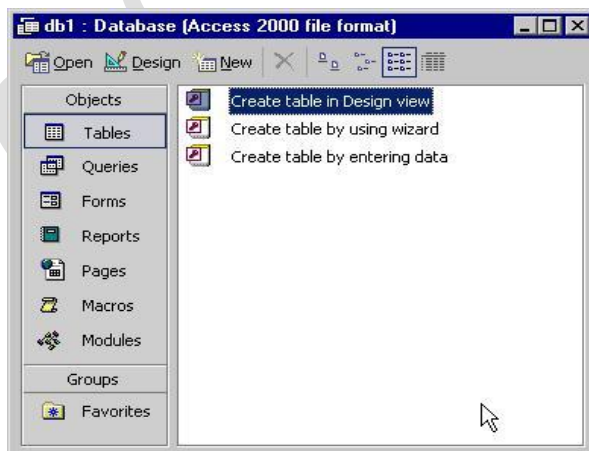 db1 : Database (Access 2000 file format)
Open Design New
Objects
Tables
Queries
Forms
Reports
Pages
Macros
Modules
Groups
Favorites
Create table in Design view
Create table by using wizard
Create table by entering data